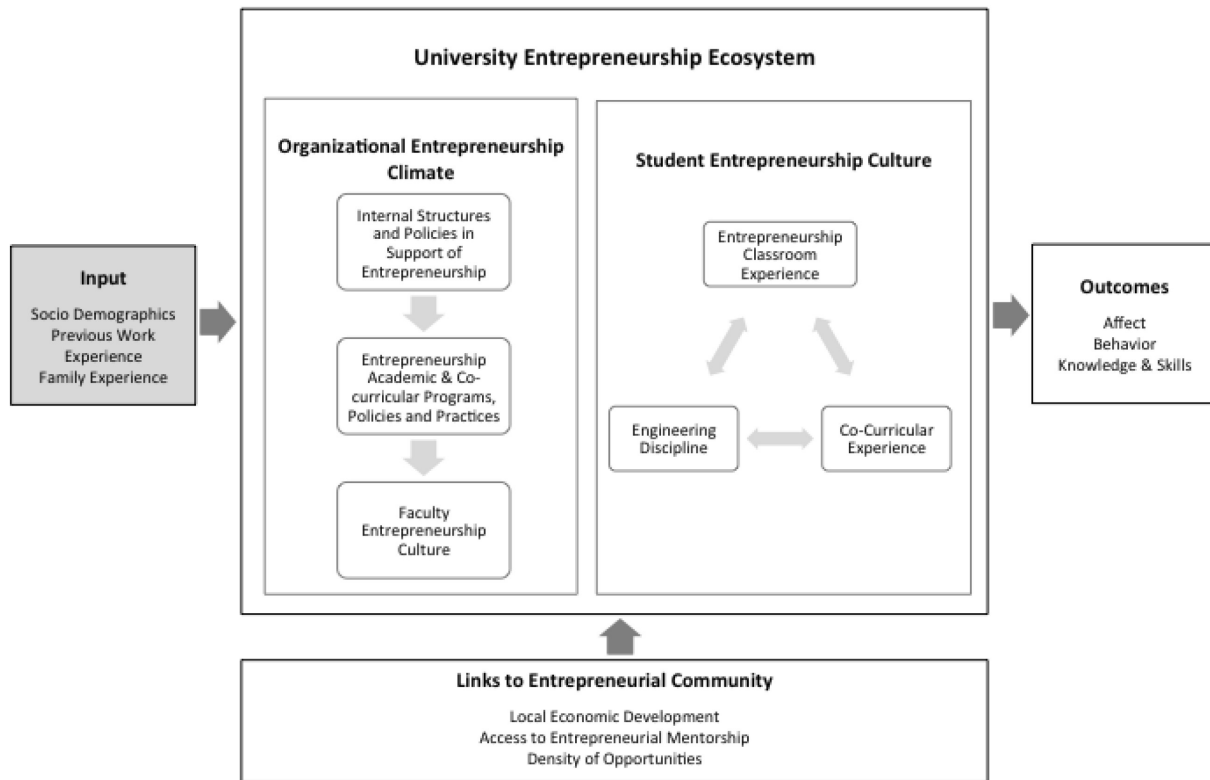 University Entrepreneurship Ecosystem
Organizational Entrepreneurship
Climate
Internal Structures
and Policies in
Support of
Entrepreneurship
Entrepreneurship
Academic & Co-
curricular Programs,
Policies and Practices
Faculty
Entrepreneurship
Culture
Student Entrepreneurship Culture
Entrepreneurship
Classroom
Experience
Engineering
Discipline
Co-Curricular
Experience
Input
Socio Demographics
Previous Work
Experience
Family Experience
Outcomes
Affect
Behavior
Knowledge & Skills
Links to Entrepreneurial Community
Local Economic Development
Access to Entrepreneurial Mentorship
Density of Opportunities